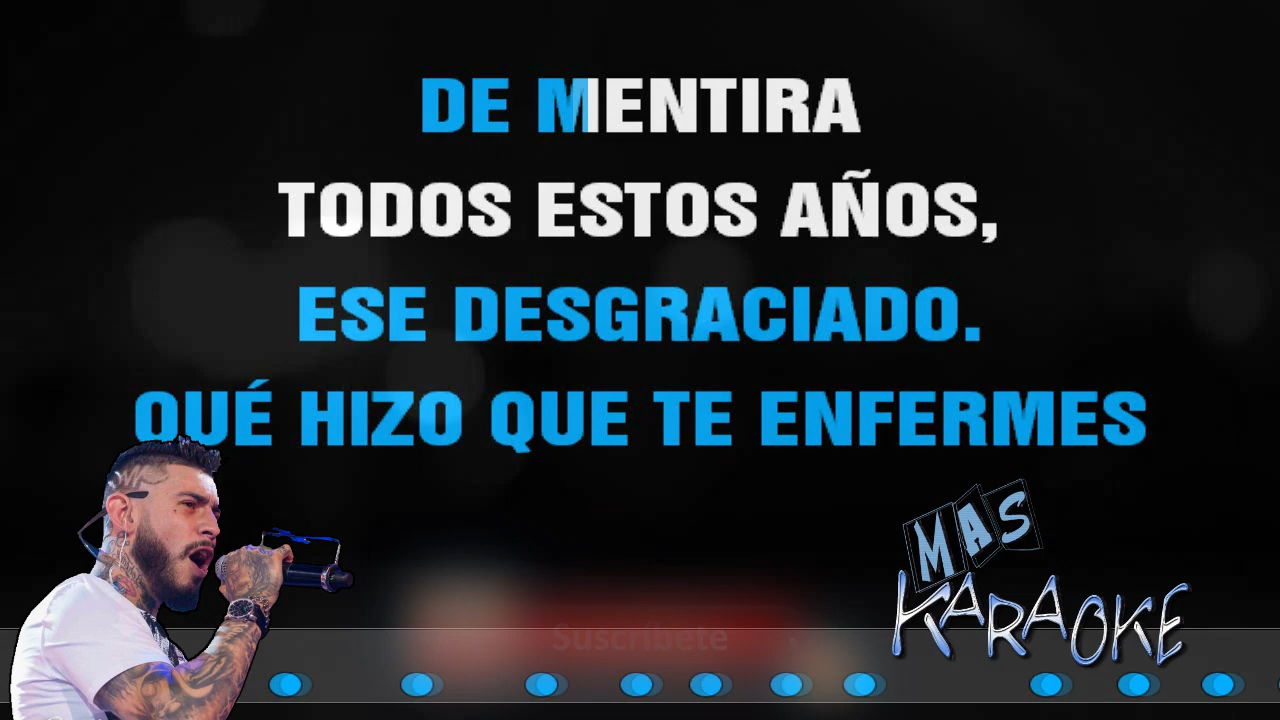 DE MENTIRA
TODOS ESTOS AÑOS,
ESE DESGRACIADO.
QUÉ HIZO QUE TE ENFERMES
MAS
KARAOKE
Suscríbete